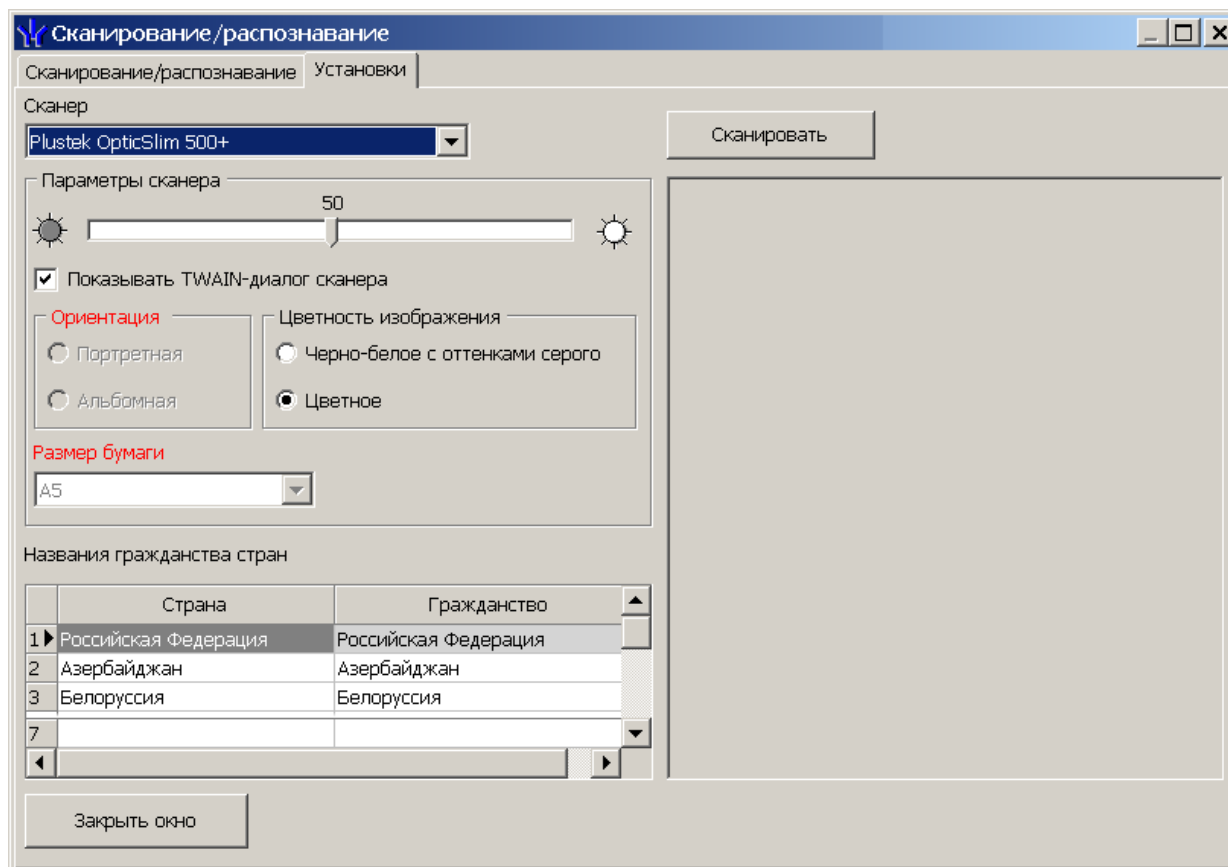 Сканирование/распознавание
Сканирование/распознавание Установки
Сканер
Plustek OpticSlim 500+
Сканировать
Параметры сканера
50
Показывать TWAIN-диалог сканера
Ориентация
Портретная
Альбомная
Цветность изображения
Черно-белое с оттенками серого
Цветное
Размер бумаги
A5
Названия гражданства стран
Страна Гражданство
1 Российская Федерация Российская Федерация
2 Азербайджан Азербайджан
3 Белоруссия Белоруссия
7
Закрыть окно